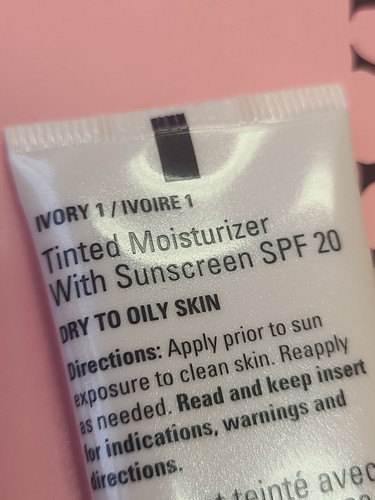 IVORY 1 / IVOIRE 1
Tinted Moisturizer
With Sunscreen SPF 20
DRY TO OILY SKIN
Directions: Apply prior to sun
exposure to clean skin. Reapply
as needed. Read and keep insert
for indications, warnings and
directions.
teinté avec